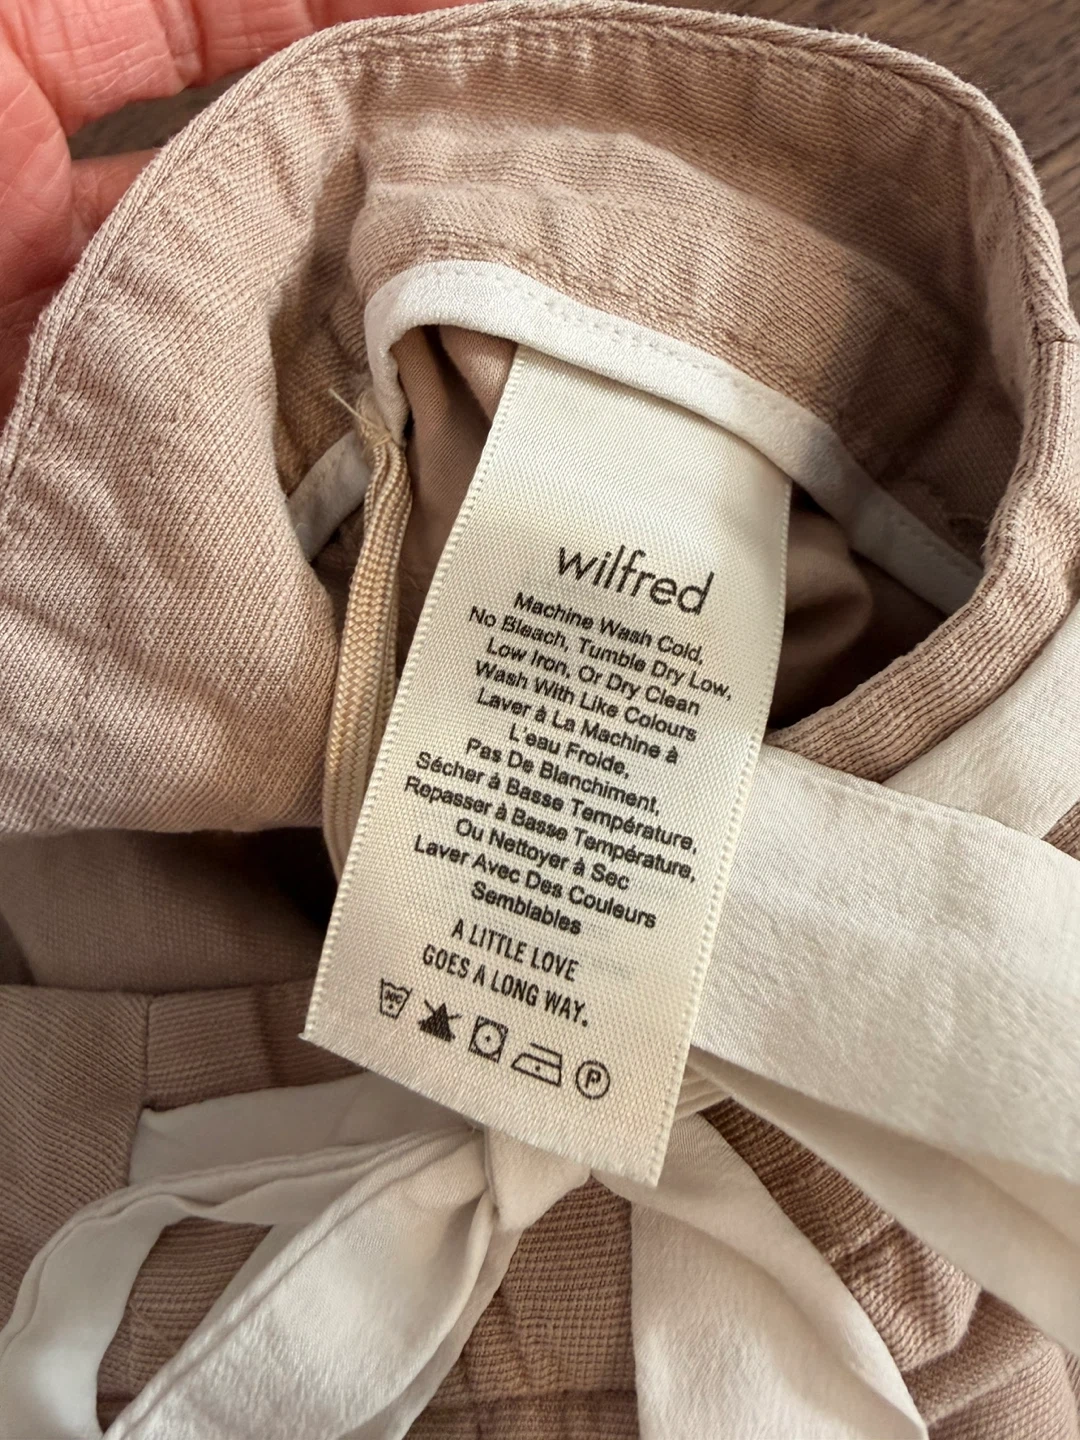 wilfred
Machine Wash Cold,
No Bleach, Tumble Dry Low,
Low Iron, Or Dry Clean
Wash With Like Colours
Laver à La Machine à
L'eau Froide,
Pas De Blanchiment,
Sécher à Basse Température,
Repasser à Basse Température,
Ou Nettoyer à Sec
Laver Avec Des Couleurs
Semblables
A LITTLE LOVE
GOES A LONG WAY.
30C P